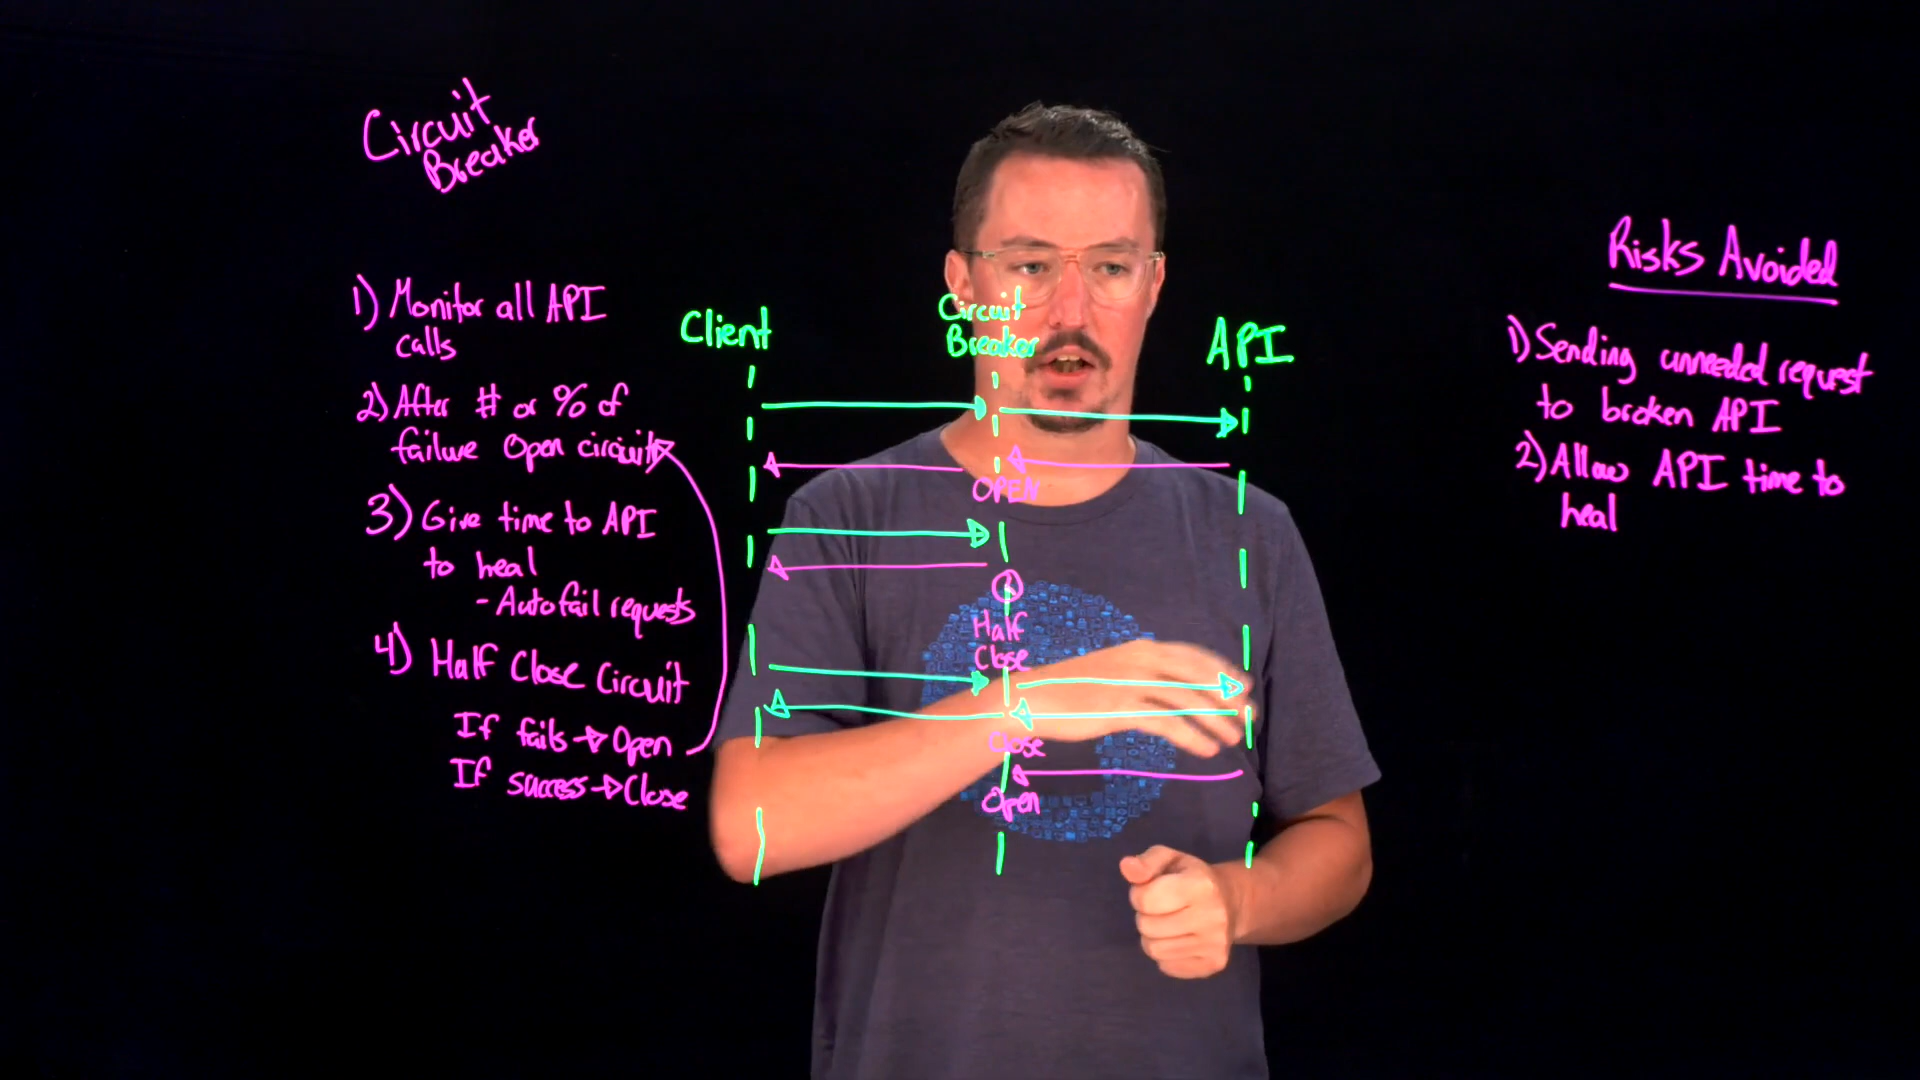 Circuit
Breaker
1) Monitor all API
calls
2) After # or % of
failure Open circuit
3) Give time to API
to heal
- Autofail requests
4) Half Close Circuit
If fails → Open
If success → Close
Client
Circuit
Breaker
API
OPEN
Half
Close
Close
Open
Risks Avoided
1) Sending unneeded request
to broken API
2) Allow API time to
heal